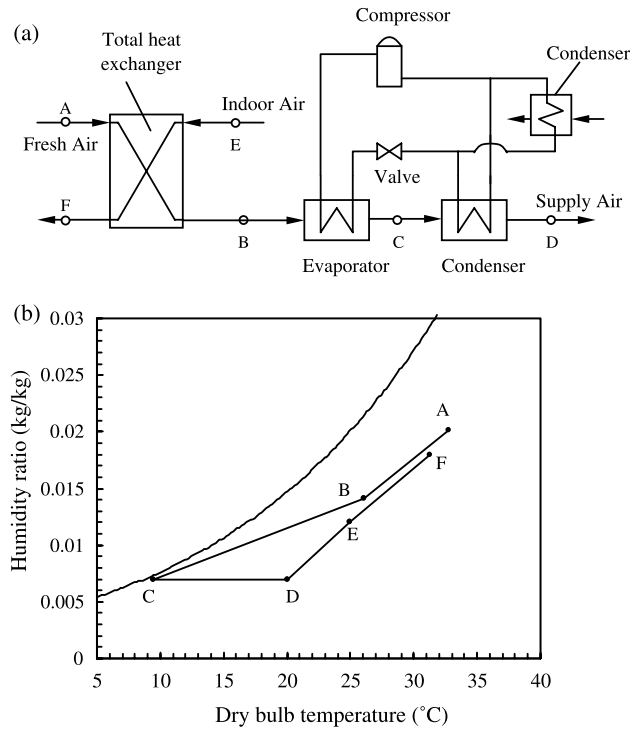 (a)
Compressor
Total heat
exchanger
Condenser
A
Indoor Air
Fresh Air
E
Valve
F
Supply Air
B
C
D
Evaporator
Condenser
(b)
0.03
0.025
0.02
0.015
0.01
0.005
0
Humidity ratio (kg/kg)
A
F
B
E
C
D
5
10
15
20
25
30
35
40
Dry bulb temperature (°C)